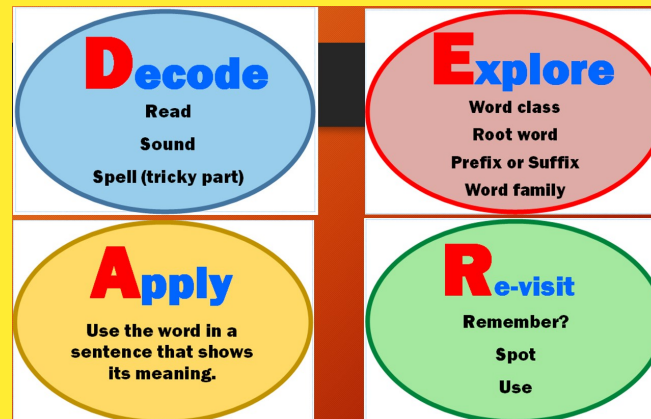 Decode
Read
Sound
Spell (tricky part)
Explore
Word class
Root word
Prefix or Suffix
Word family
Apply
Use the word in a
sentence that shows
its meaning.
Re-visit
Remember?
Spot
Use